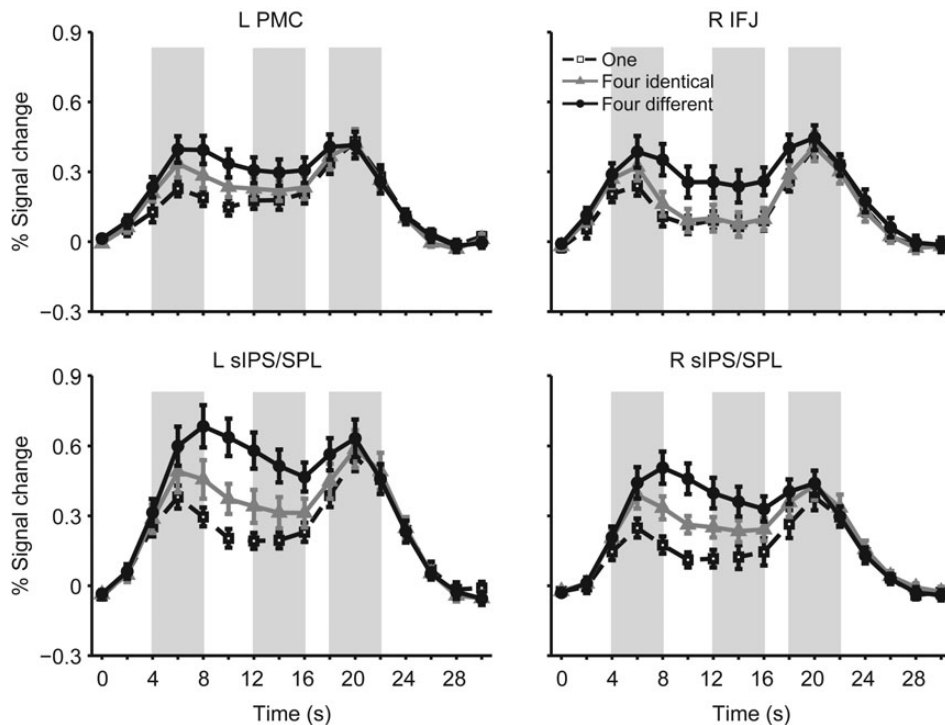 L PMC
R IFJ
0.9
0.6
0.3
0
−0.3
% Signal change
One
Four identical
Four different
L sIPS/SPL
R sIPS/SPL
0.9
0.6
0.3
0
−0.3
% Signal change
0 4 8 12 16 20 24 28
0 4 8 12 16 20 24 28
Time (s)
Time (s)